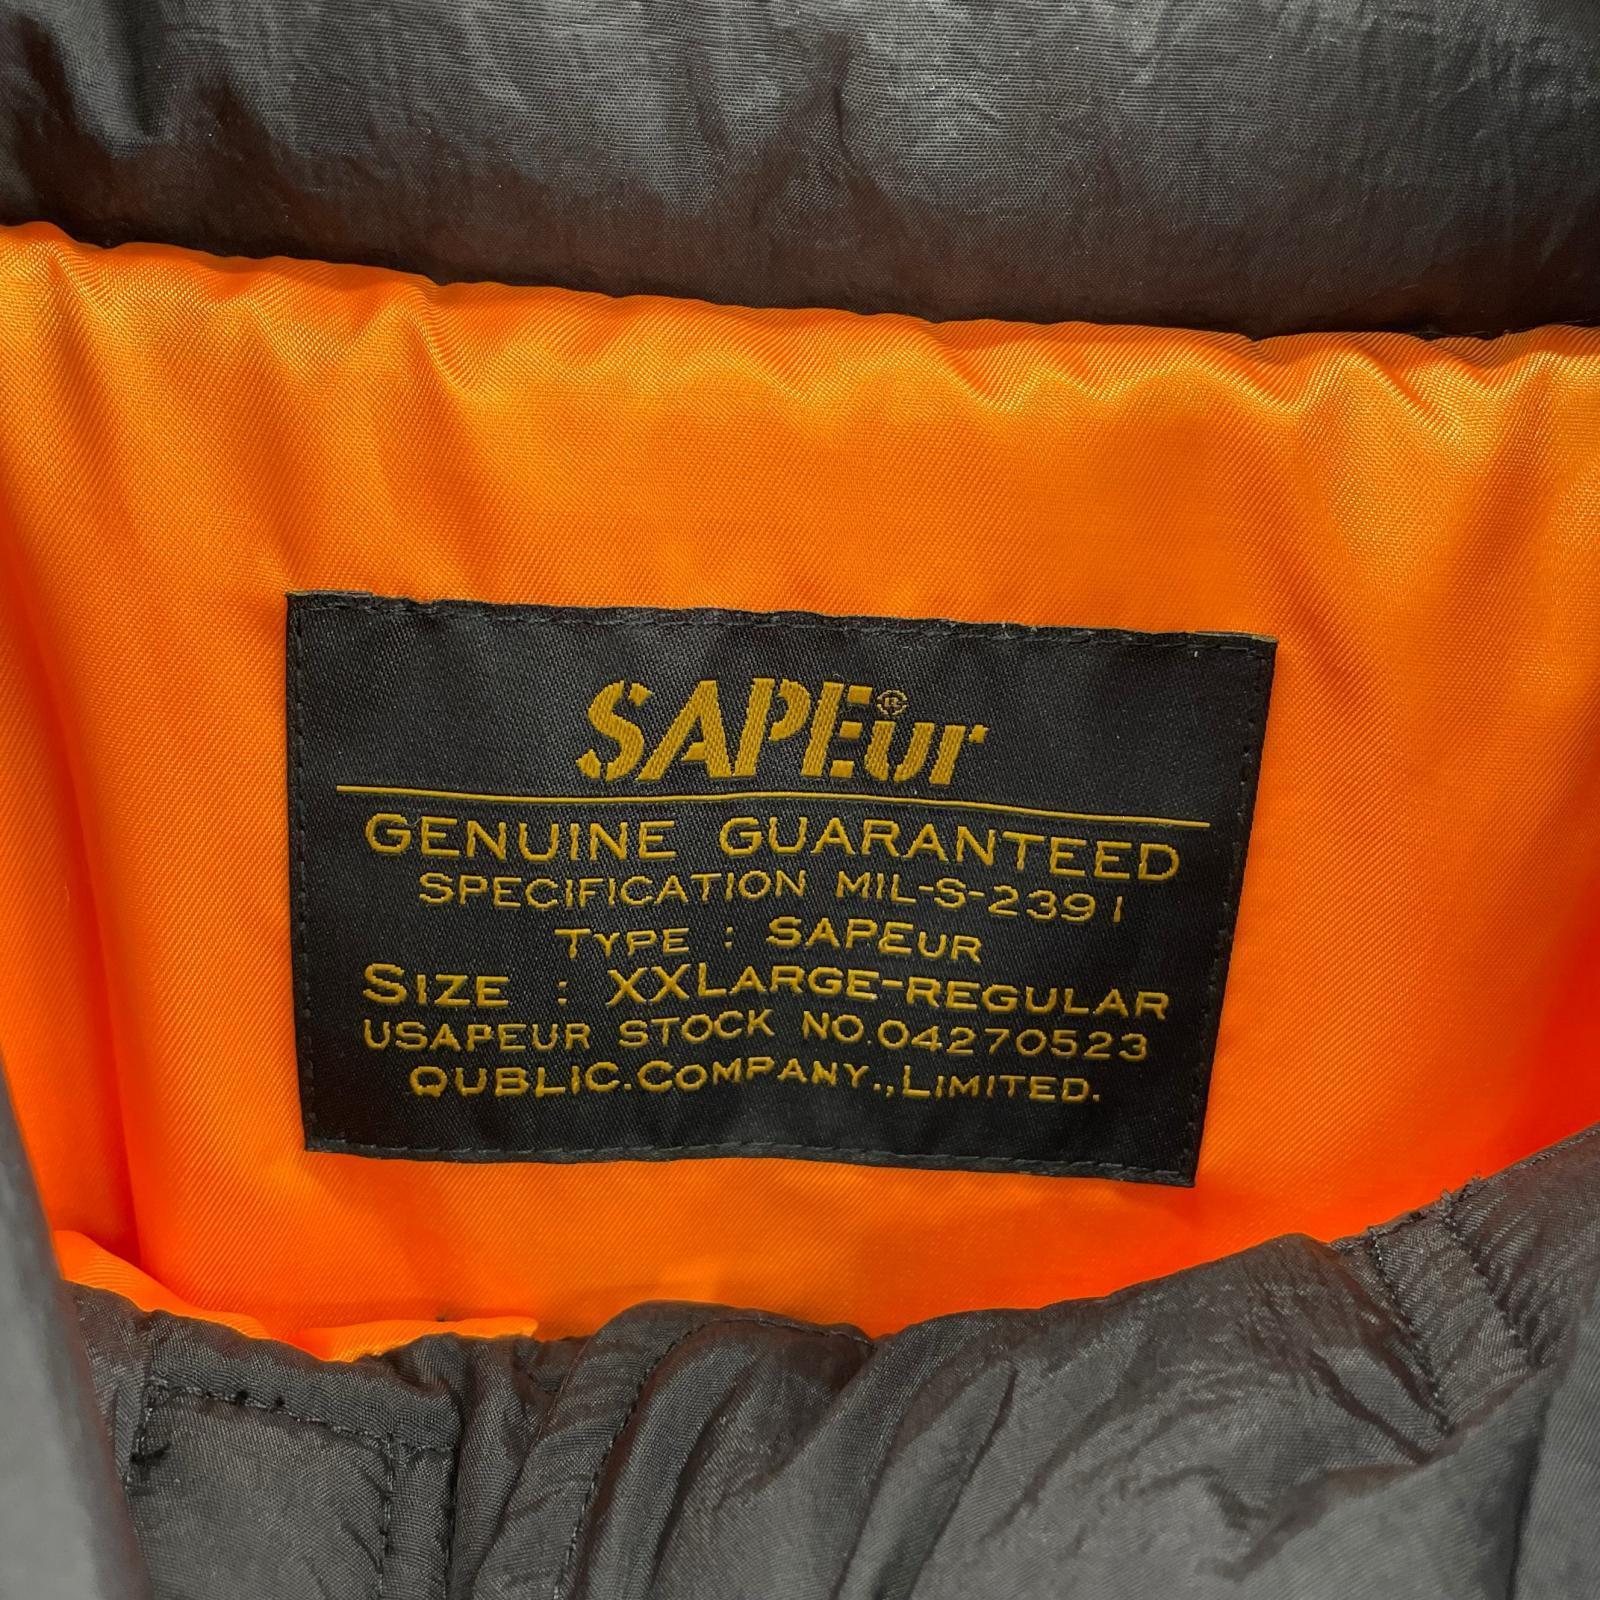 SAPEur®
GENUINE GUARANTEED
SPECIFICATION MIL-S-2391
TYPE : SAPEUR
SIZE : XXLARGE-REGULAR
USAPEUR STOCK NO.04270523
QUBLIC.COMPANY.,LIMITED.